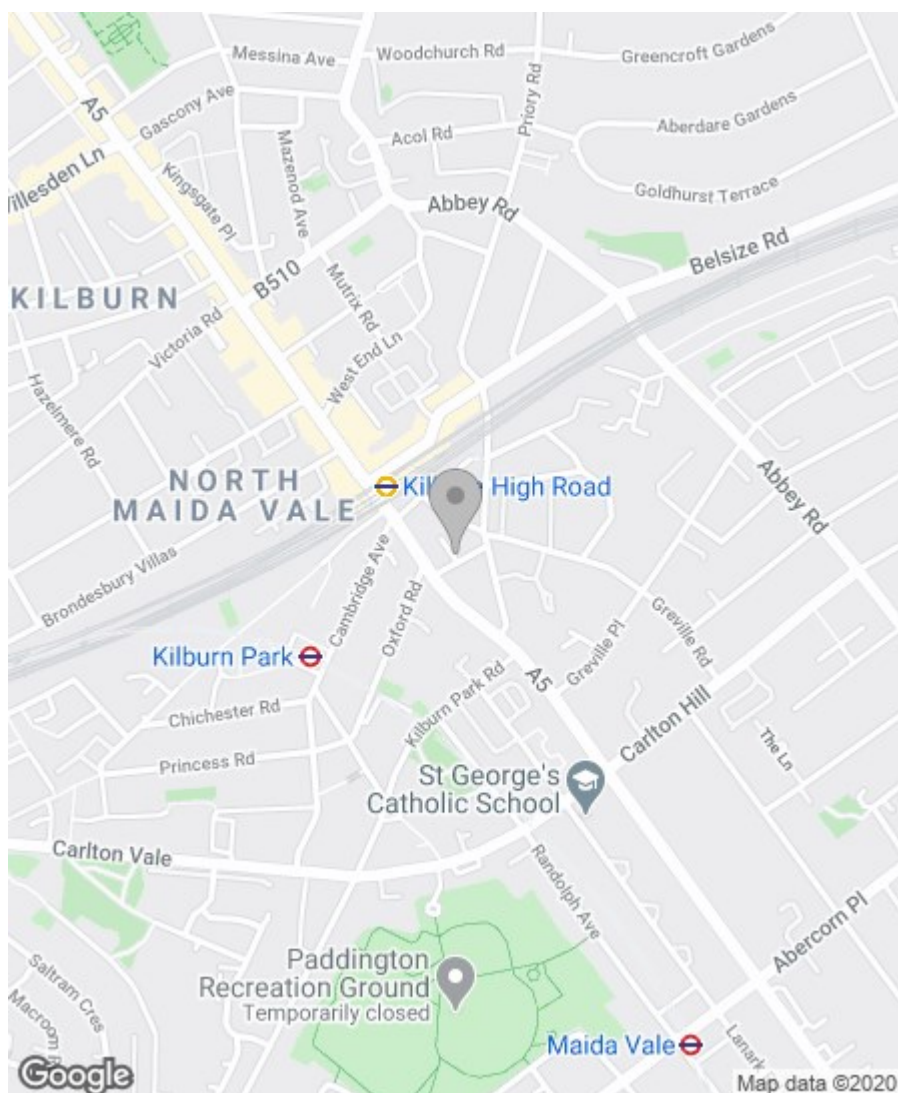 Messina Ave
Woodchurch Rd
Greencroft Gardens
A5
Gascony Ave
Priory Rd
Acol Rd
Aberdare Gardens
Mazenod Ave
Kingsgate Pl
Goldhurst Terrace
Abbey Rd
Belsize Rd
B510
KILBURN
Mutrix Rd
Victoria Rd
West End Ln
Hazelmere Rd
NORTH
MAIDA VALE
High Road
Abbey Rd
Brondesbury Villas
Cambridge Ave
Oxford Rd
Greville Rd
Kilburn Park
Greville Pl
A5
Kilburn Park Rd
Chichester Rd
Carlton Hill
The Ln
Princess Rd
St George's
Catholic School
Carlton Vale
Randolph Ave
Abercorn Pl
Paddington
Recreation Ground
Temporarily closed
Saltram Cres
Maida Vale
Lanark
Google
Map data ©2020